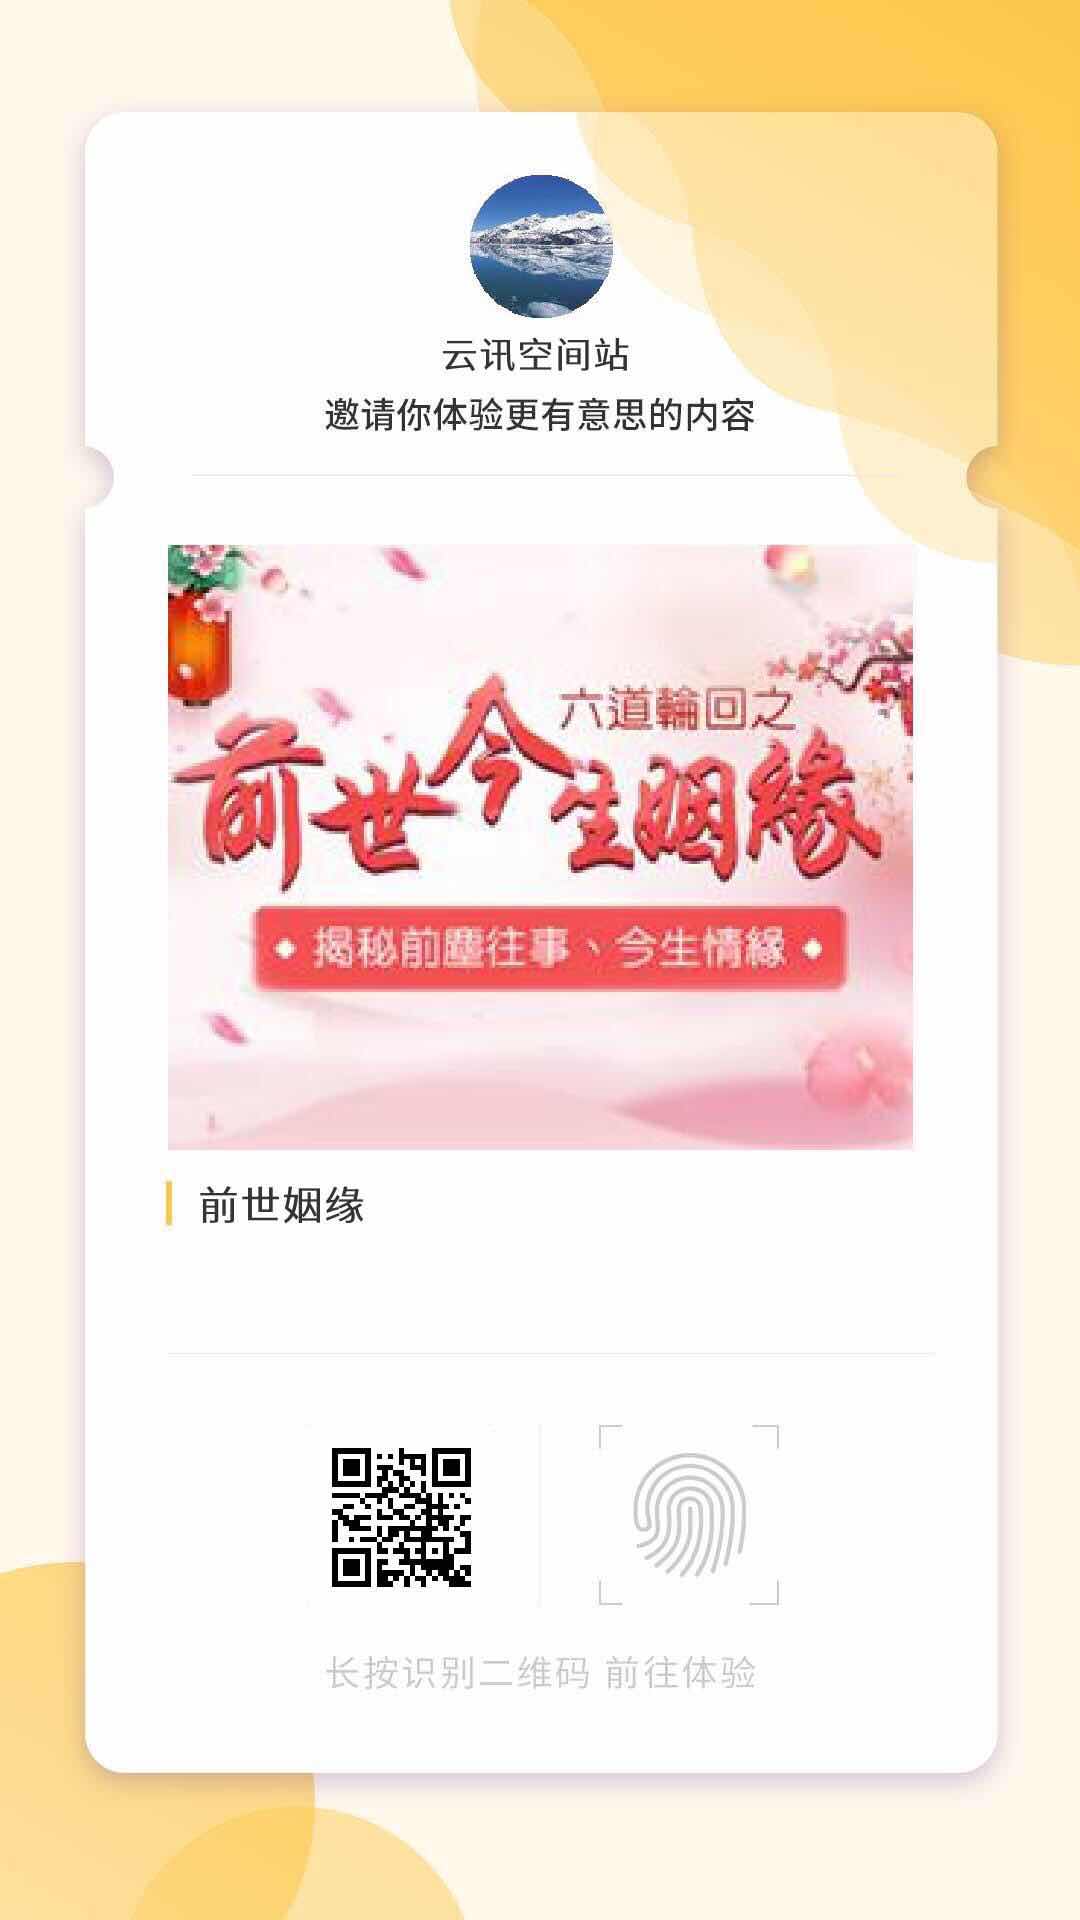 云讯空间站
邀请你体验更有意思的内容
六道輪回之
前世今生姻緣
揭秘前塵往事、今生情緣
前世姻缘
长按识别二维码 前往体验